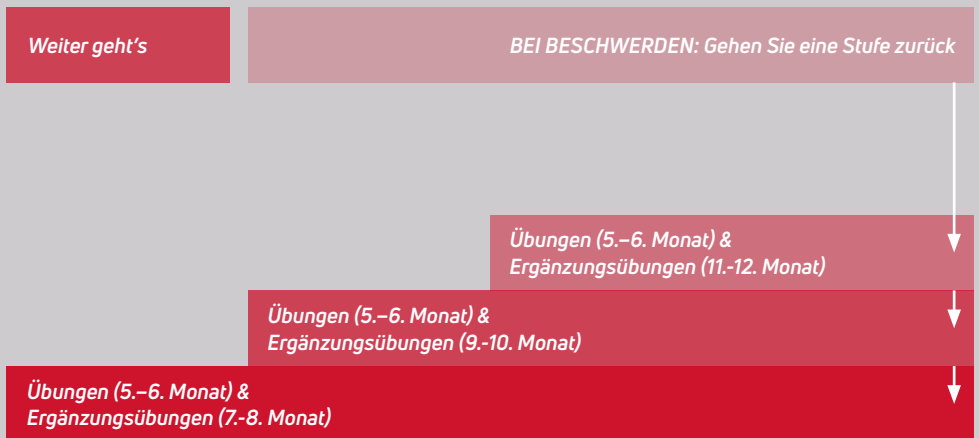 Weiter geht’s
BEI BESCHWERDEN: Gehen Sie eine Stufe zurück
Übungen (5.–6. Monat) &
Ergänzungsübungen (11.-12. Monat)
Übungen (5.–6. Monat) &
Ergänzungsübungen (9.-10. Monat)
Übungen (5.–6. Monat) &
Ergänzungsübungen (7.-8. Monat)